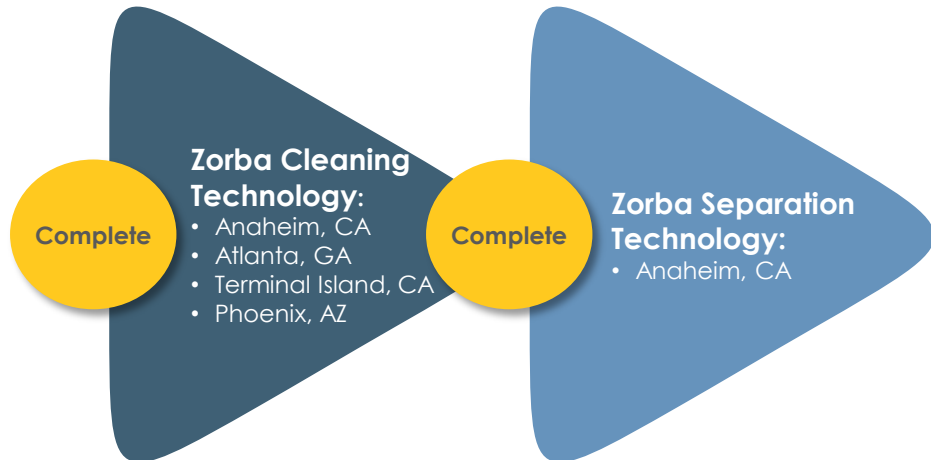 Complete
Zorba Cleaning
Technology:
• Anaheim, CA
• Atlanta, GA
• Terminal Island, CA
• Phoenix, AZ
Complete
Zorba Separation
Technology:
• Anaheim, CA